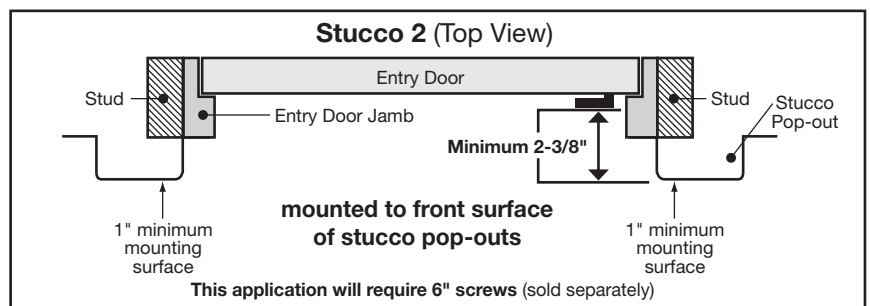 Stucco 2 (Top View)
Entry Door
Stud
Entry Door Jamb
Stud
Stucco
Pop-out
Minimum 2-3/8"
mounted to front surface
of stucco pop-outs
1" minimum
mounting
surface
1" minimum
mounting
surface
This application will require 6" screws (sold separately)